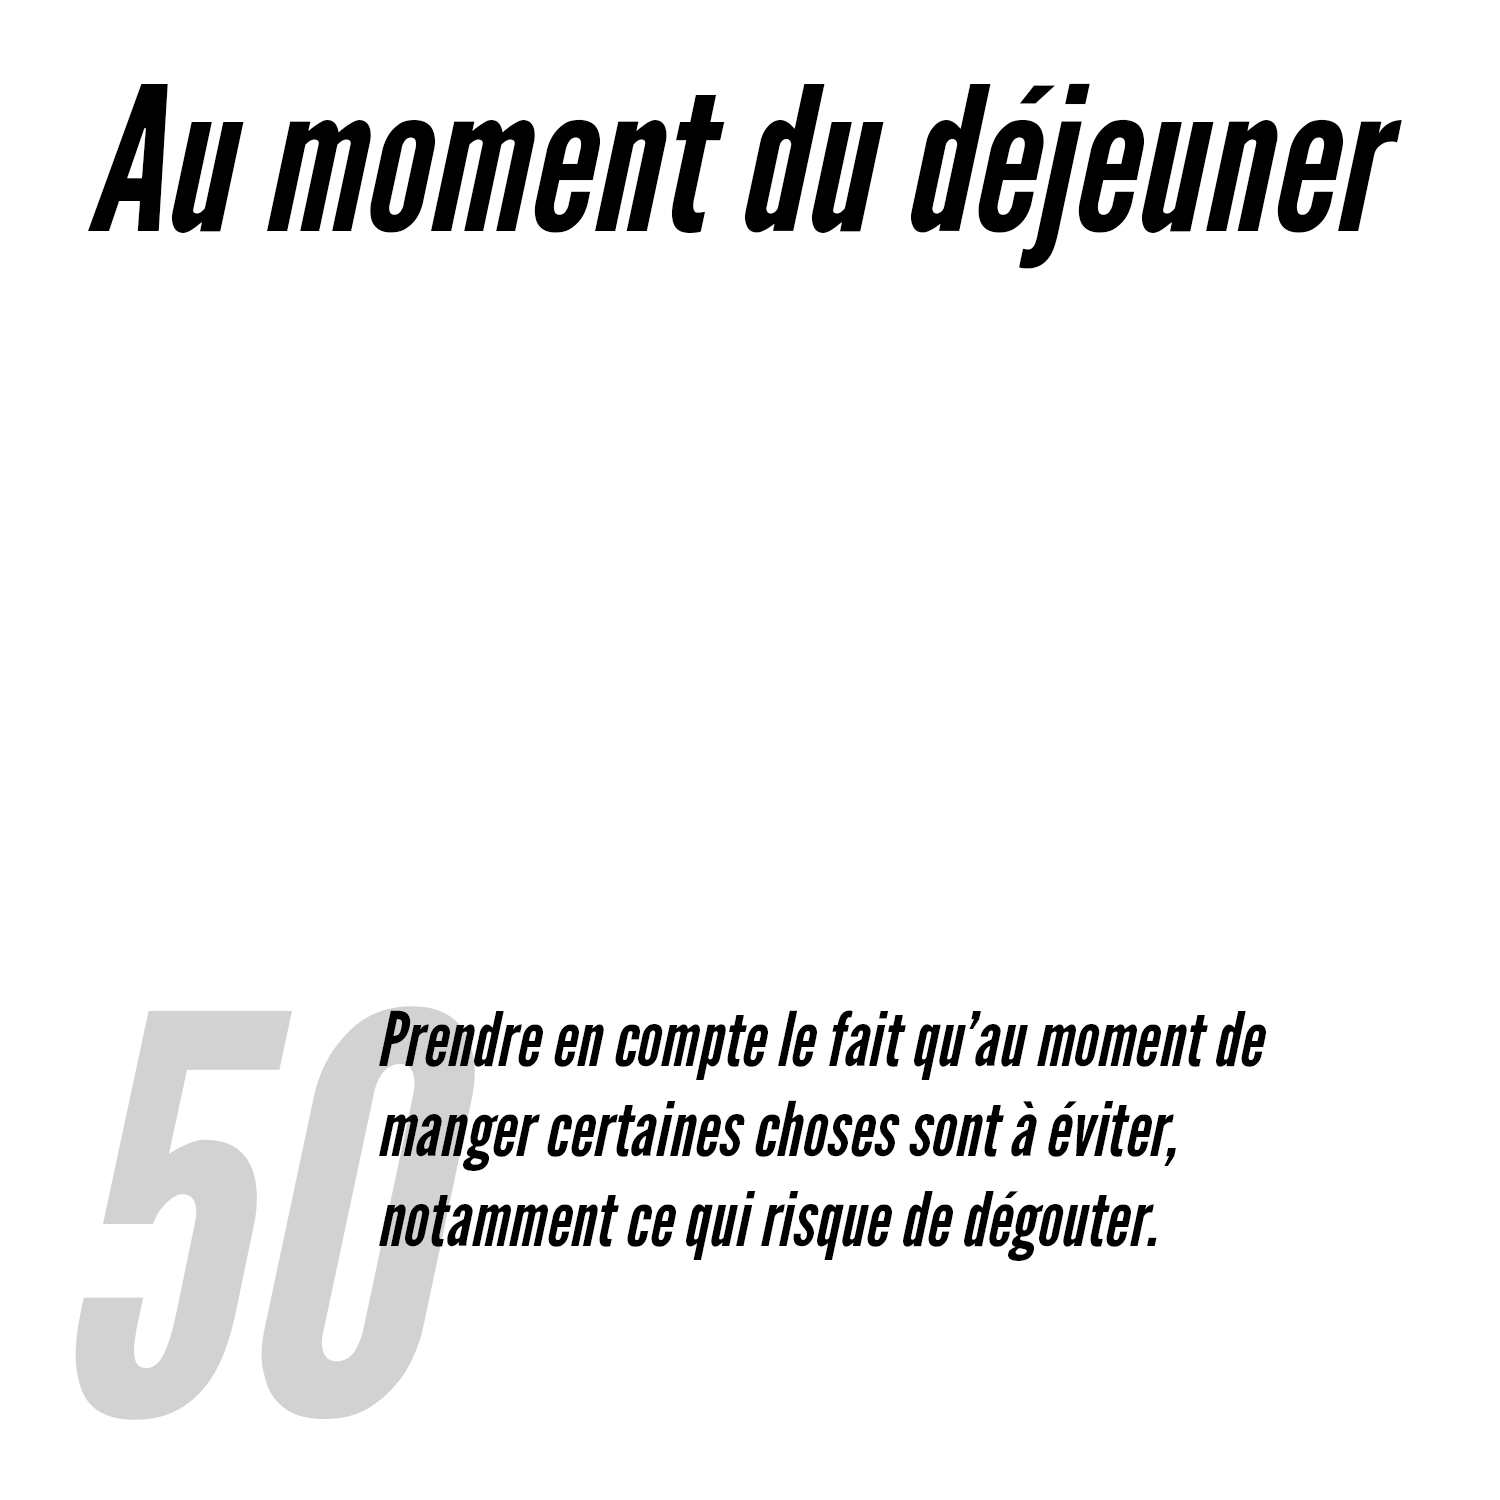 Au moment du déjeuner
50
Prendre en compte le fait qu’au moment de
manger certaines choses sont à éviter,
notamment ce qui risque de dégouter.